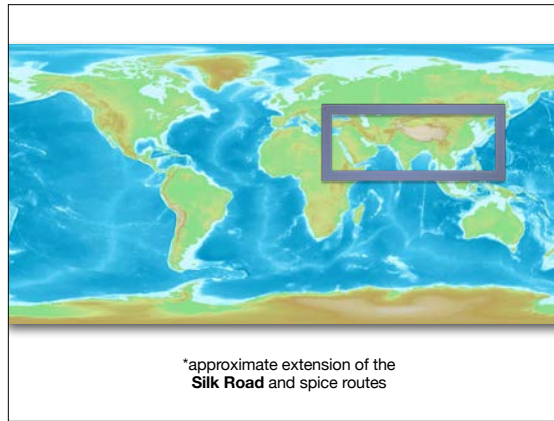 *approximate extension of the
Silk Road and spice routes